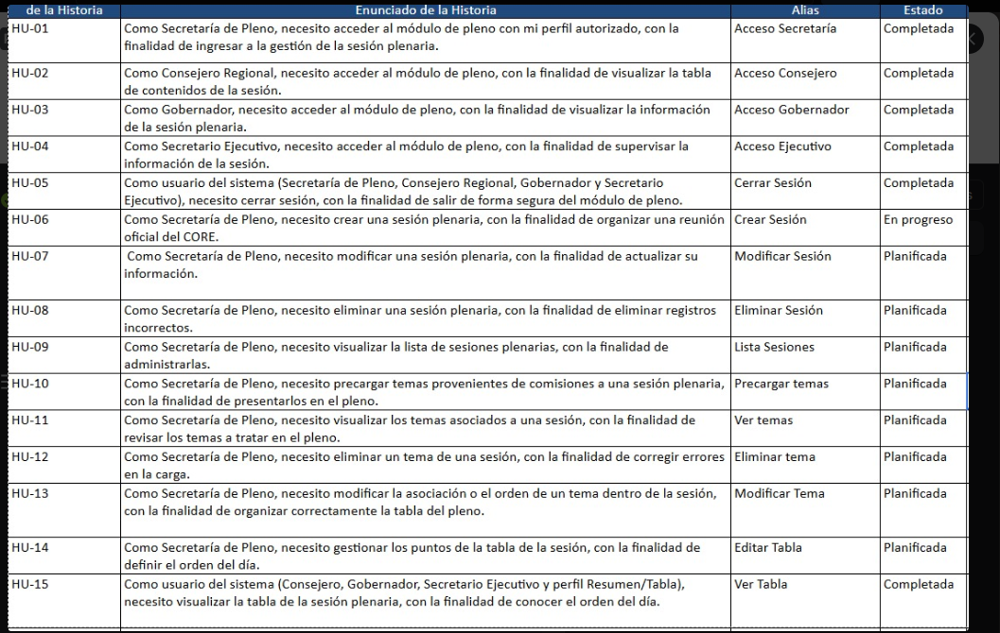 de la Historia Enunciado de la Historia Alias Estado
HU-01 Como Secretaría de Pleno, necesito acceder al módulo de pleno con mi perfil autorizado, con la Acceso Secretaría Completada
finalidad de ingresar a la gestión de la sesión plenaria.
HU-02 Como Consejero Regional, necesito acceder al módulo de pleno, con la finalidad de visualizar la tabla Acceso Consejero Completada
de contenidos de la sesión.
HU-03 Como Gobernador, necesito acceder al módulo de pleno, con la finalidad de visualizar la información Acceso Gobernador Completada
de la sesión plenaria.
HU-04 Como Secretario Ejecutivo, necesito acceder al módulo de pleno, con la finalidad de supervisar la Acceso Ejecutivo Completada
información de la sesión.
HU-05 Como usuario del sistema (Secretaría de Pleno, Consejero Regional, Gobernador y Secretario Cerrar Sesión Completada
Ejecutivo), necesito cerrar sesión, con la finalidad de salir de forma segura del módulo de pleno.
HU-06 Como Secretaría de Pleno, necesito crear una sesión plenaria, con la finalidad de organizar una reunión Crear Sesión En progreso
oficial del CORE.
HU-07 Como Secretaría de Pleno, necesito modificar una sesión plenaria, con la finalidad de actualizar su Modificar Sesión Planificada
información.
HU-08 Como Secretaría de Pleno, necesito eliminar una sesión plenaria, con la finalidad de eliminar registros Eliminar Sesión Planificada
incorrectos.
HU-09 Como Secretaría de Pleno, necesito visualizar la lista de sesiones plenarias, con la finalidad de Lista Sesiones Planificada
administrarlas.
HU-10 Como Secretaría de Pleno, necesito precargar temas provenientes de comisiones a una sesión plenaria, Precargar temas Planificada
con la finalidad de presentarlos en el pleno.
HU-11 Como Secretaría de Pleno, necesito visualizar los temas asociados a una sesión, con la finalidad de Ver temas Planificada
revisar los temas a tratar en el pleno.
HU-12 Como Secretaría de Pleno, necesito eliminar un tema de una sesión, con la finalidad de corregir errores Eliminar tema Planificada
en la carga.
HU-13 Como Secretaría de Pleno, necesito modificar la asociación o el orden de un tema dentro de la sesión, Modificar Tema Planificada
con la finalidad de organizar correctamente la tabla del pleno.
HU-14 Como Secretaría de Pleno, necesito gestionar los puntos de la tabla de la sesión, con la finalidad de Editar Tabla Planificada
definir el orden del día.
HU-15 Como usuario del sistema (Consejero, Gobernador, Secretario Ejecutivo y perfil Resumen/Tabla), Ver Tabla Completada
necesito visualizar la tabla de la sesión plenaria, con la finalidad de conocer el orden del día.